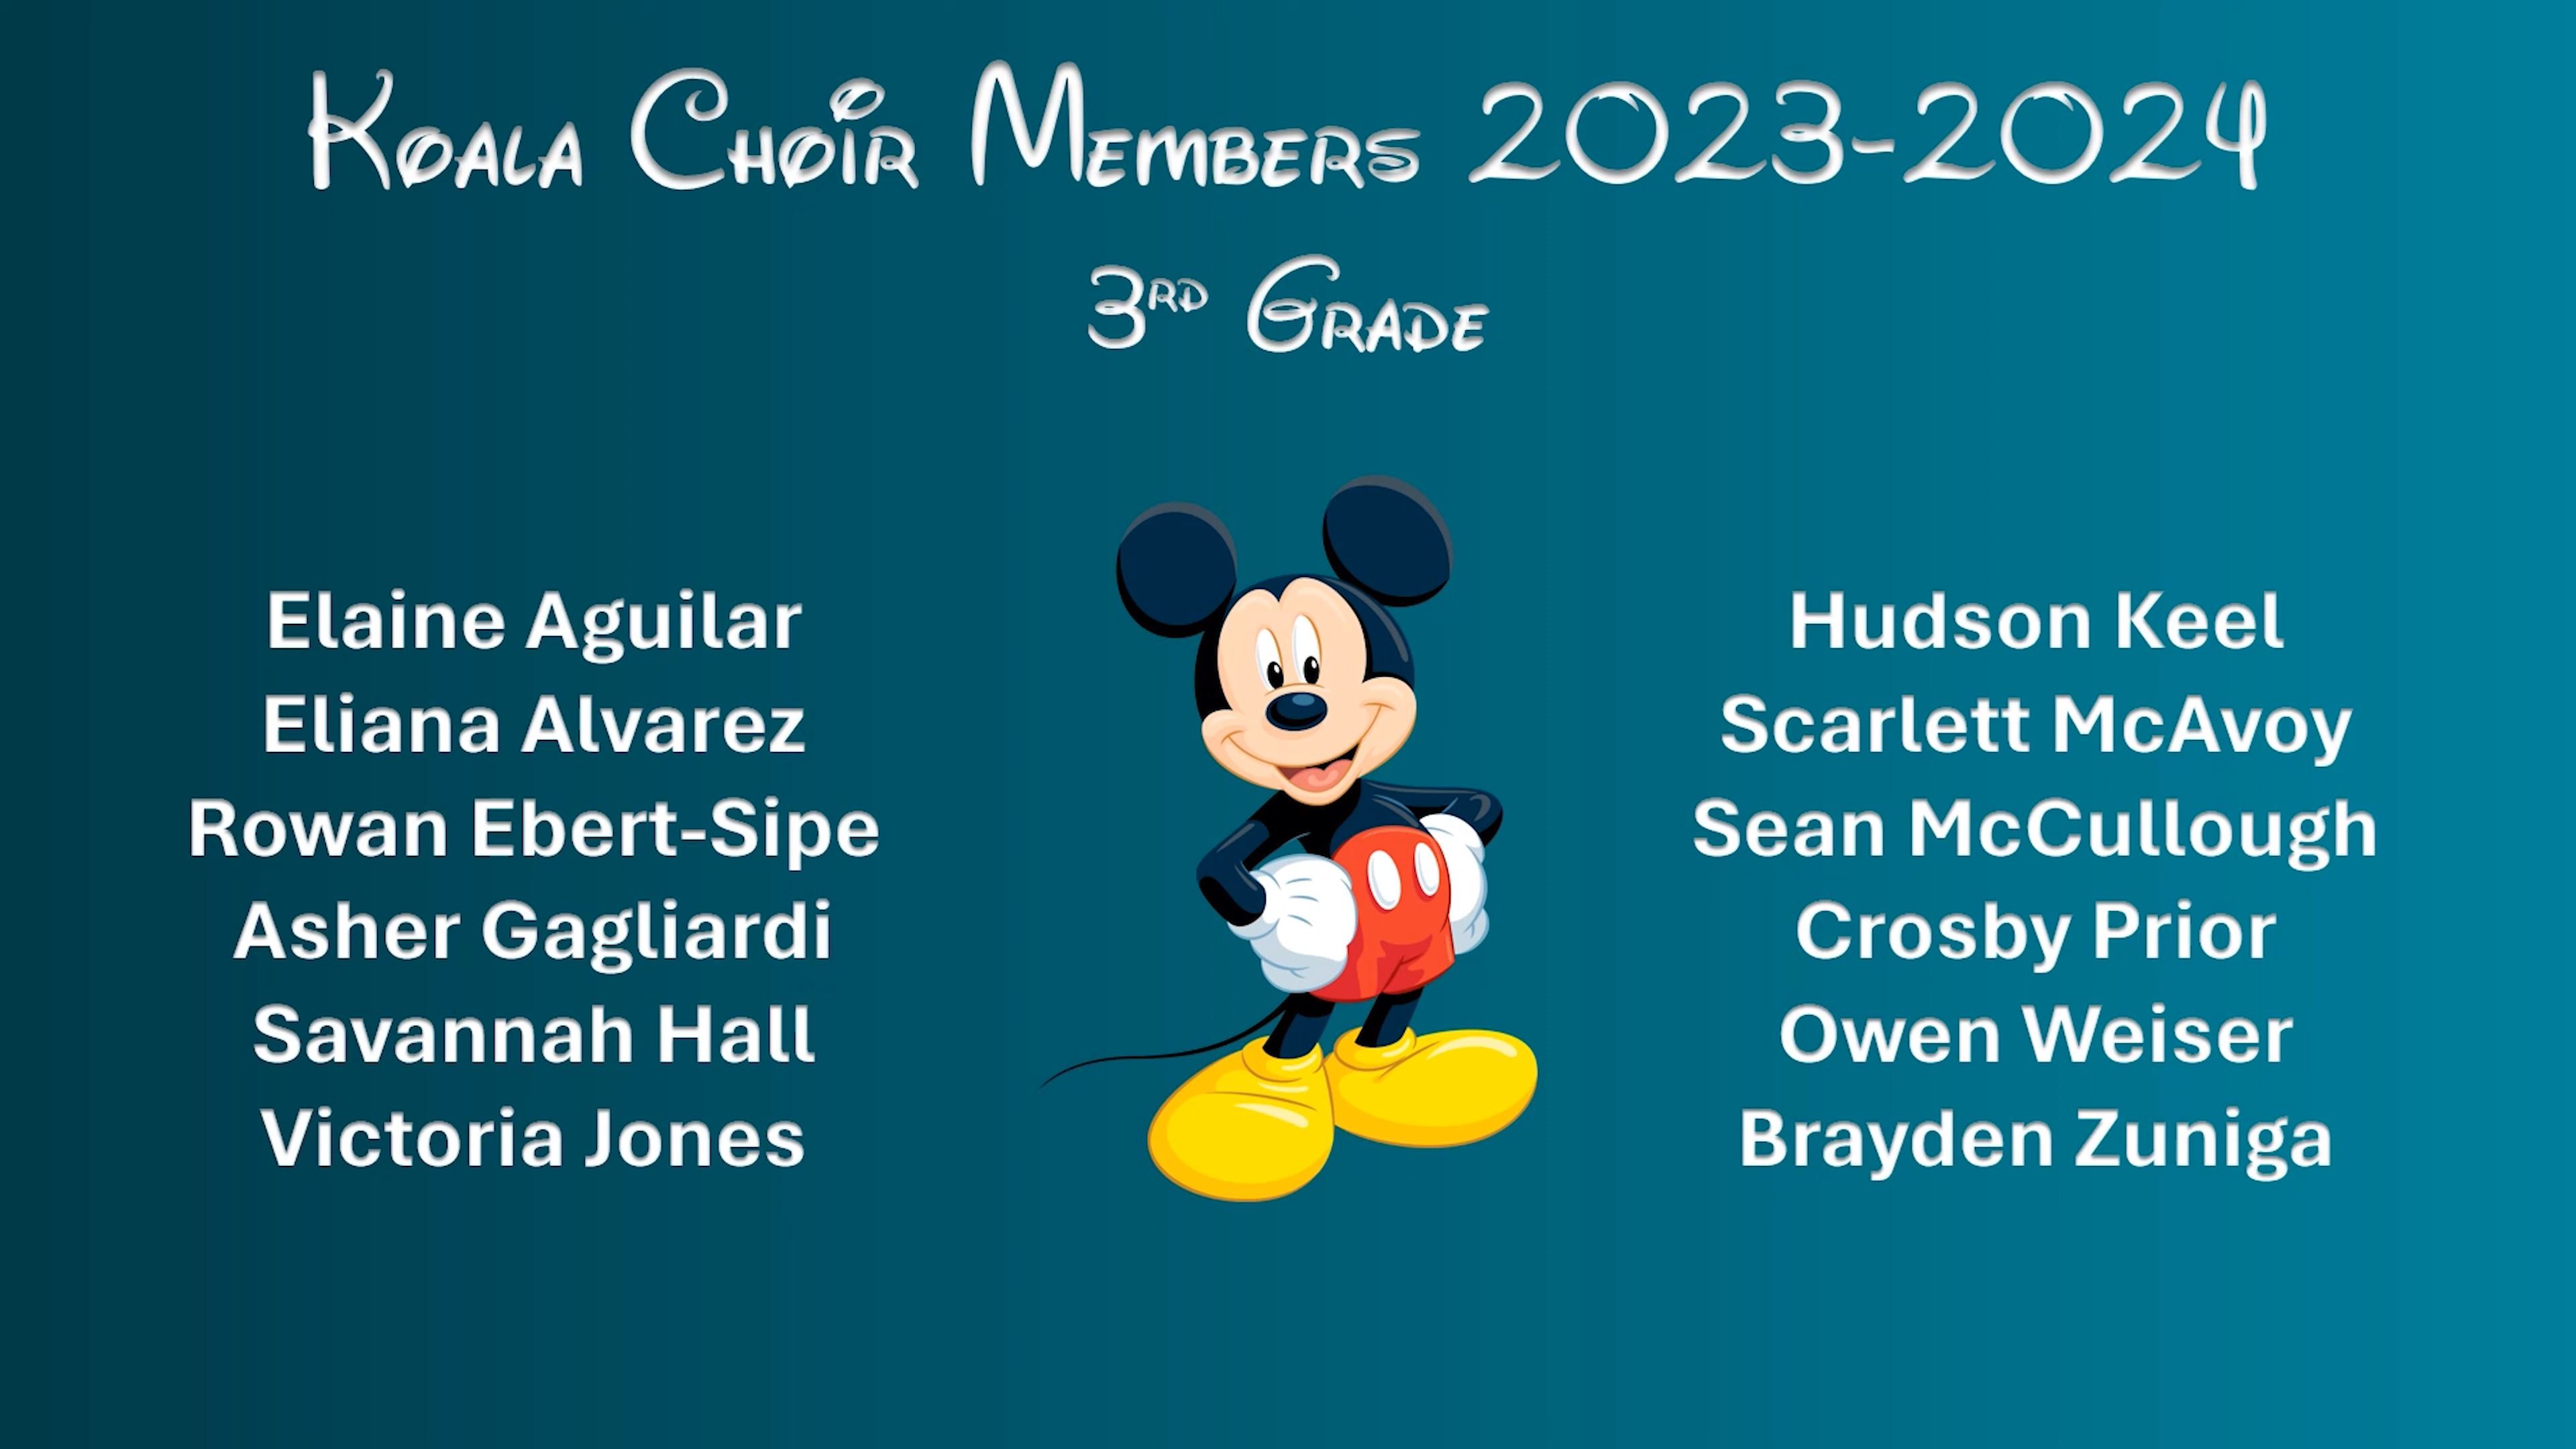 Koala Choir Members 2023-2024
3rd Grade
Elaine Aguilar
Eliana Alvarez
Rowan Ebert-Sipe
Asher Gagliardi
Savannah Hall
Victoria Jones
Hudson Keel
Scarlett McAvoy
Sean McCullough
Crosby Prior
Owen Weiser
Brayden Zuniga